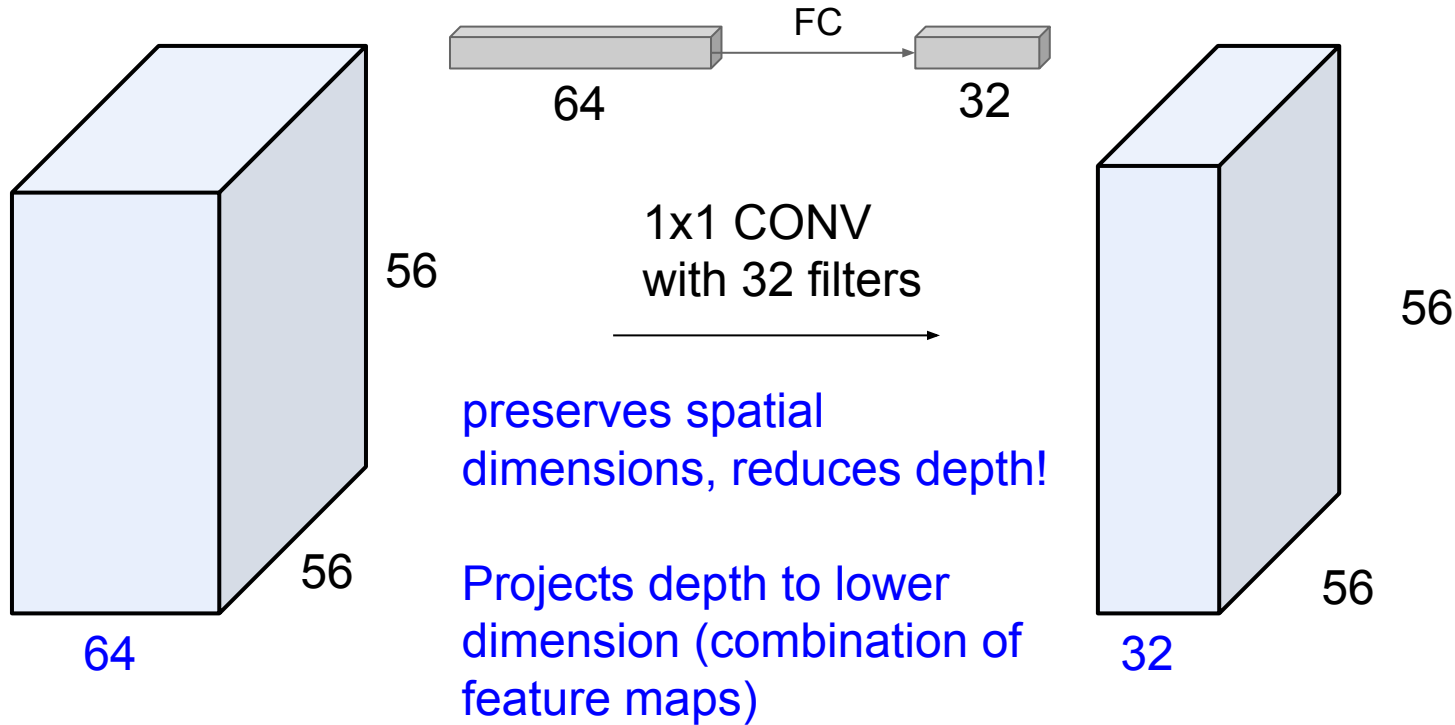 FC
64
32
1x1 CONV
with 32 filters
56
56
64
preserves spatial
dimensions, reduces depth!
Projects depth to lower
dimension (combination of
feature maps)
56
56
32